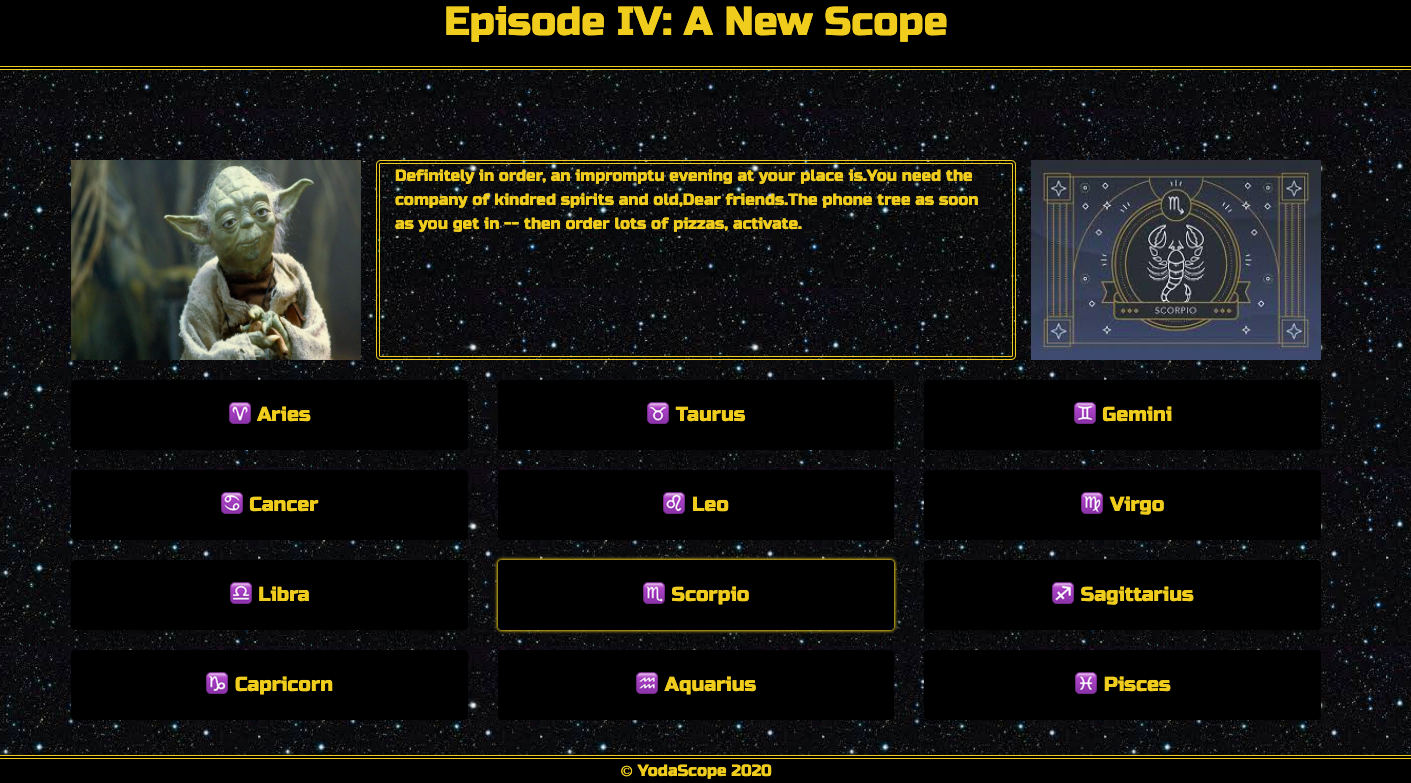 Episode IV: A New Scope
Definitely in order, an impromptu evening at your place is.You need the
company of kindred spirits and old,Dear friends.The phone tree as soon
as you get in -- then order lots of pizzas, activate.
♏
SCORPIO
♈ Aries
♉ Taurus
♊ Gemini
♋ Cancer
♌ Leo
♍ Virgo
♎ Libra
♏ Scorpio
♐ Sagittarius
♑ Capricorn
♒ Aquarius
♓ Pisces
© YodaScope 2020